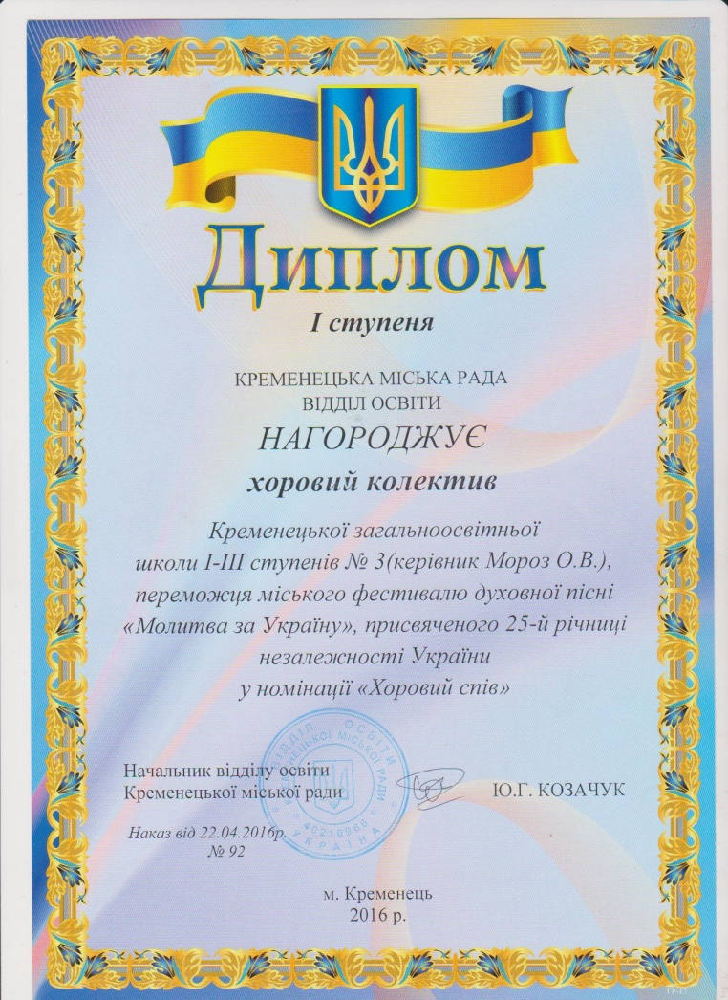 Диплом
І ступеня
КРЕМЕНЕЦЬКА МІСЬКА РАДА
ВІДДІЛ ОСВІТИ
НАГОРОДЖУЄ
хоровий колектив
Кременецької загальноосвітньої
школи І-ІІІ ступенів № 3(керівник Мороз О.В.),
переможця міського фестивалю духовної пісні
«Молитва за Україну», присвяченого 25-й річниці
незалежності України
у номінації «Хоровий спів»
ВІДДІЛ ОСВІТИ
КРЕМЕНЕЦЬКОЇ МІСЬКОЇ РАДИ
40210966
УКРАЇНА
Начальник відділу освіти
Кременецької міської ради
Ю.Г. КОЗАЧУК
Наказ від 22.04.2016р.
№ 92
м. Кременець
2016 р.